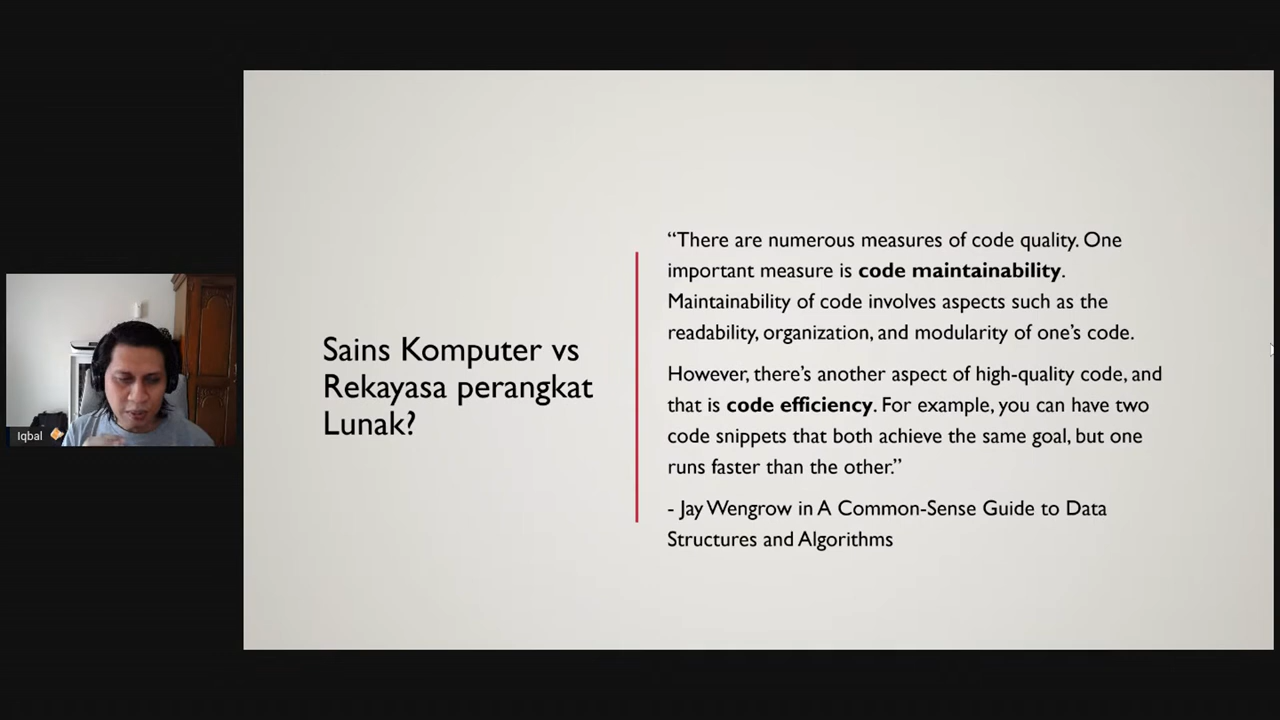 Sains Komputer vs
Rekayasa perangkat
Lunak?
“There are numerous measures of code quality. One
important measure is code maintainability.
Maintainability of code involves aspects such as the
readability, organization, and modularity of one’s code.
However, there’s another aspect of high-quality code, and
that is code efficiency. For example, you can have two
code snippets that both achieve the same goal, but one
runs faster than the other.”
- Jay Wengrow in A Common-Sense Guide to Data
Structures and Algorithms
Iqbal